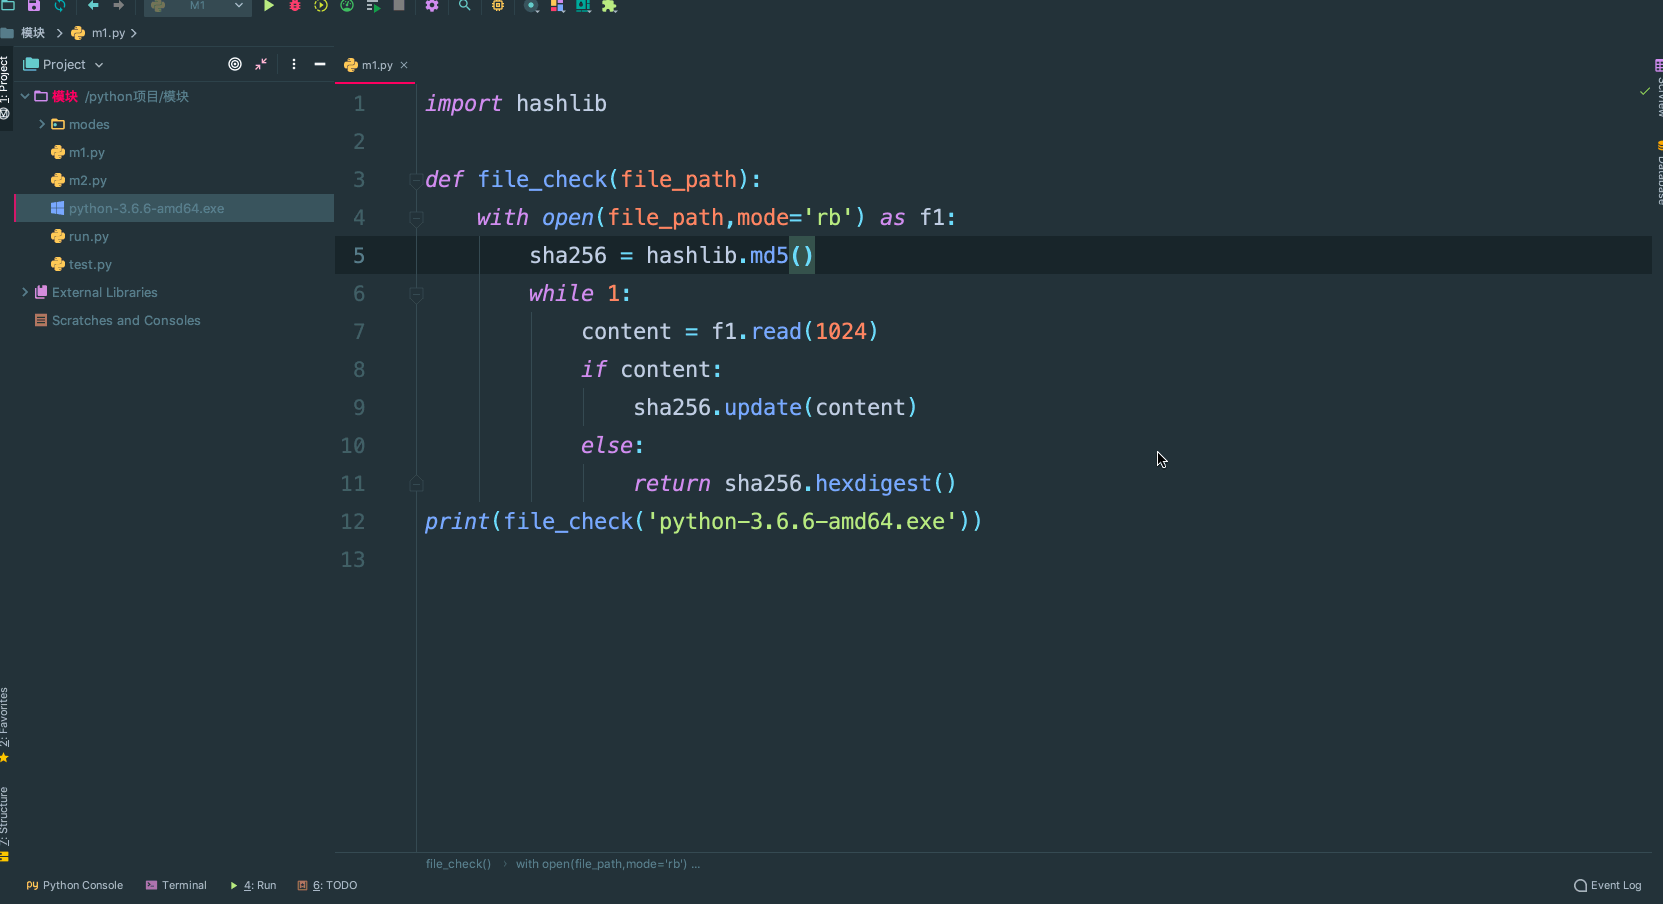 M1
模块 m1.py
1: Project
Project
m1.py
模块 /python项目/模块
modes
m1.py
m2.py
python-3.6.6-amd64.exe
run.py
test.py
External Libraries
Scratches and Consoles
1 import hashlib
2
3 def file_check(file_path):
4     with open(file_path,mode='rb') as f1:
5         sha256 = hashlib.md5()
6         while 1:
7             content = f1.read(1024)
8             if content:
9                 sha256.update(content)
10             else:
11                 return sha256.hexdigest()
12 print(file_check('python-3.6.6-amd64.exe'))
13
SciView
Database
2: Favorites
7: Structure
file_check() with open(file_path,mode='rb') ...
Python Console Terminal 4: Run 6: TODO Event Log